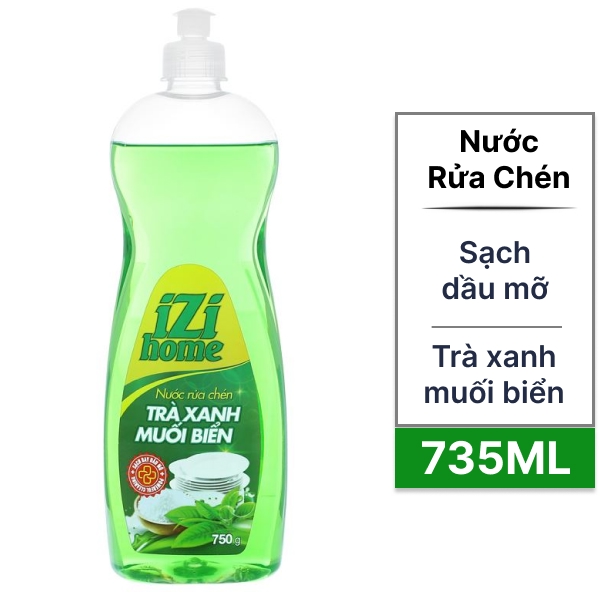 iZi
home
Nước rửa chén
TRÀ XANH
MUỐI BIỂN
750g
Nước
Rửa Chén
Sạch
dầu mỡ
Trà xanh
muối biển
735ML